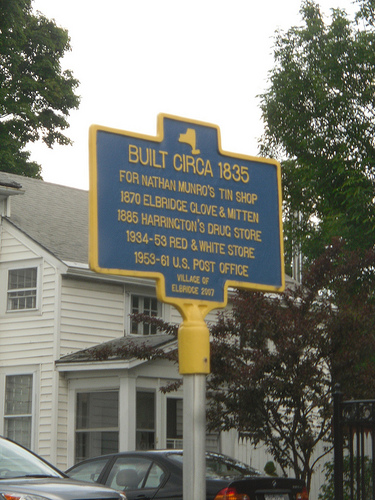 BUILT CIRCA 1835
FOR NATHAN MUNRO'S TIN SHOP
1870 ELBRIDGE GLOVE & MITTEN
1885 HARRINGTON'S DRUG STORE
1934-53 RED & WHITE STORE
1953-61 U.S. POST OFFICE
VILLAGE OF
ELBRIDGE 2007